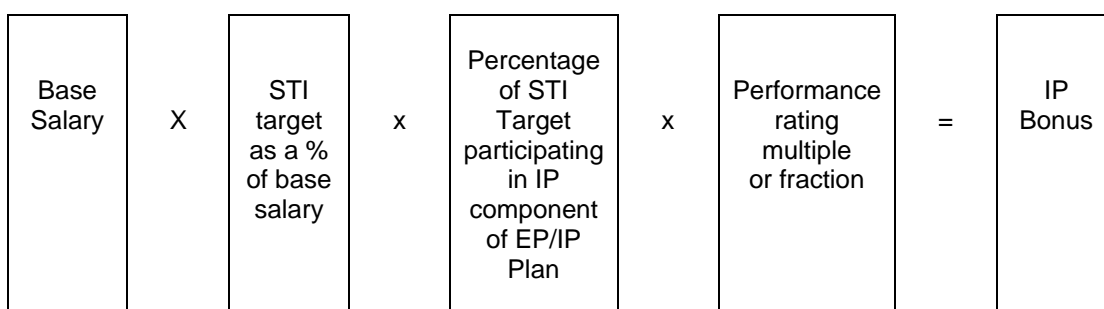 Base
Salary
X
STI
target
as a %
of base
salary
x
Percentage
of STI
Target
participating
in IP
component
of EP/IP
Plan
x
Performance
rating
multiple
or fraction
=
IP
Bonus